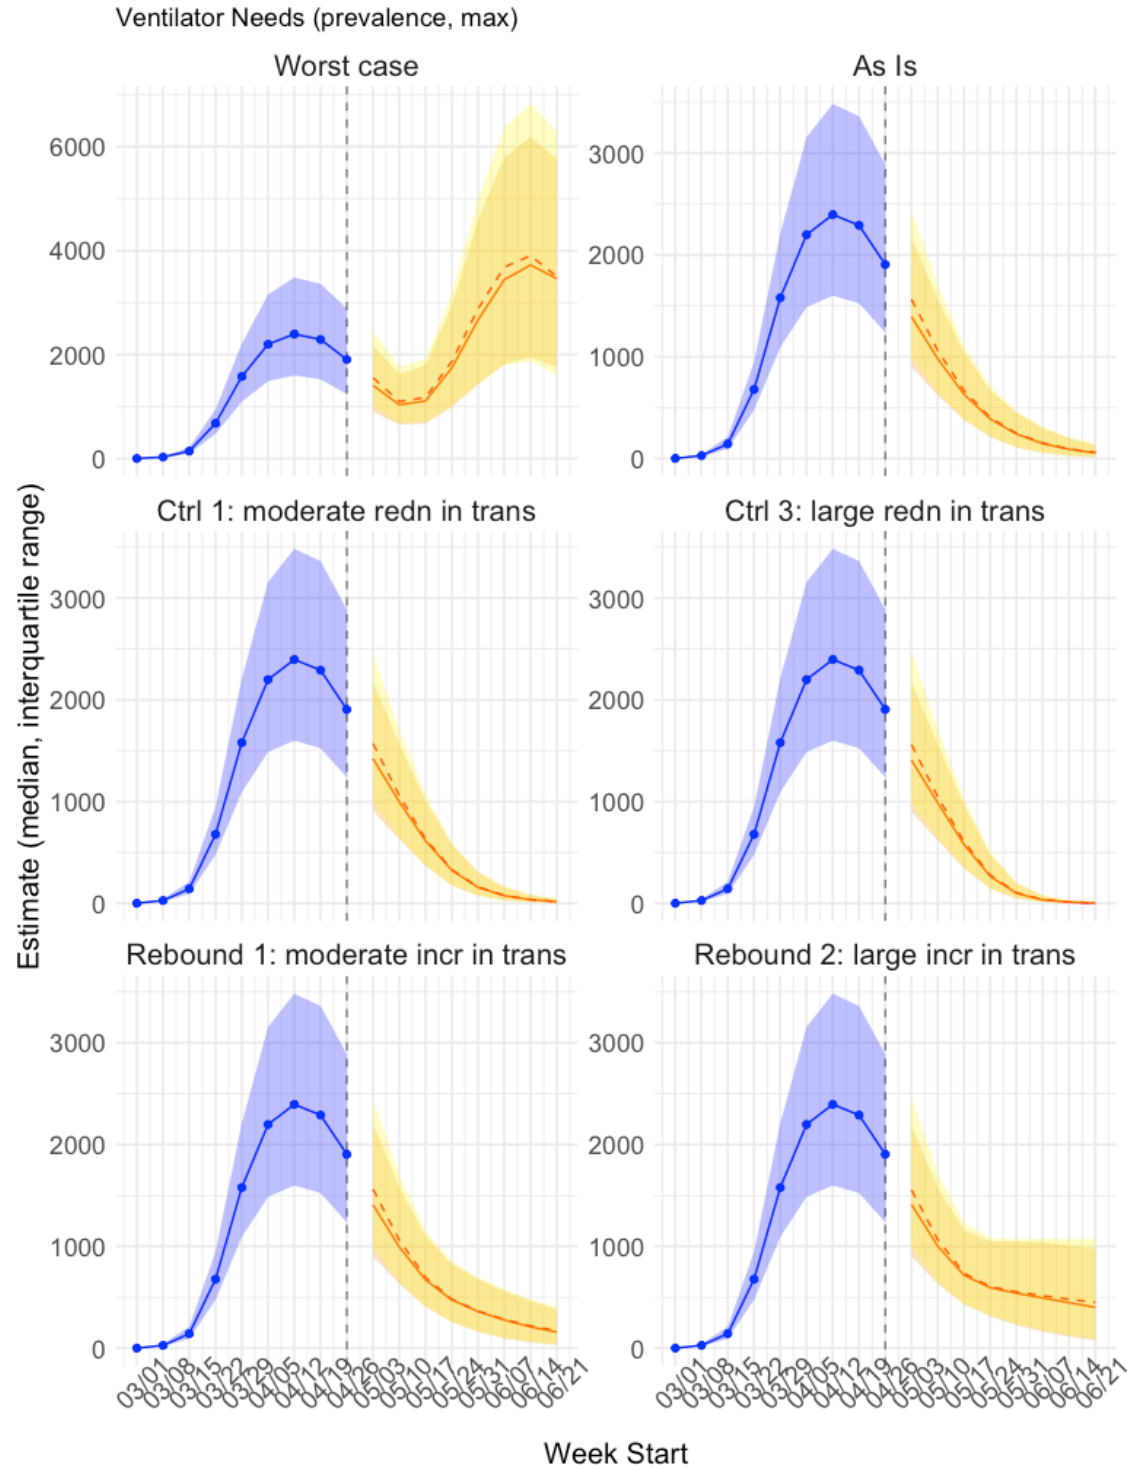 Ventilator Needs (prevalence, max)
Worst case
As Is
6000
4000
2000
0
3000
2000
1000
0
Estimate (median, interquartile range)
Ctrl 1: moderate redn in trans
Ctrl 3: large redn in trans
3000
2000
1000
0
3000
2000
1000
0
Rebound 1: moderate incr in trans
Rebound 2: large incr in trans
3000
2000
1000
0
3000
2000
1000
0
03/01 03/08 03/15 03/22 03/29 04/05 04/12 04/19 04/26 05/03 05/10 05/17 05/24 05/31 06/07 06/14 06/21
03/01 03/08 03/15 03/22 03/29 04/05 04/12 04/19 04/26 05/03 05/10 05/17 05/24 05/31 06/07 06/14 06/21
Week Start